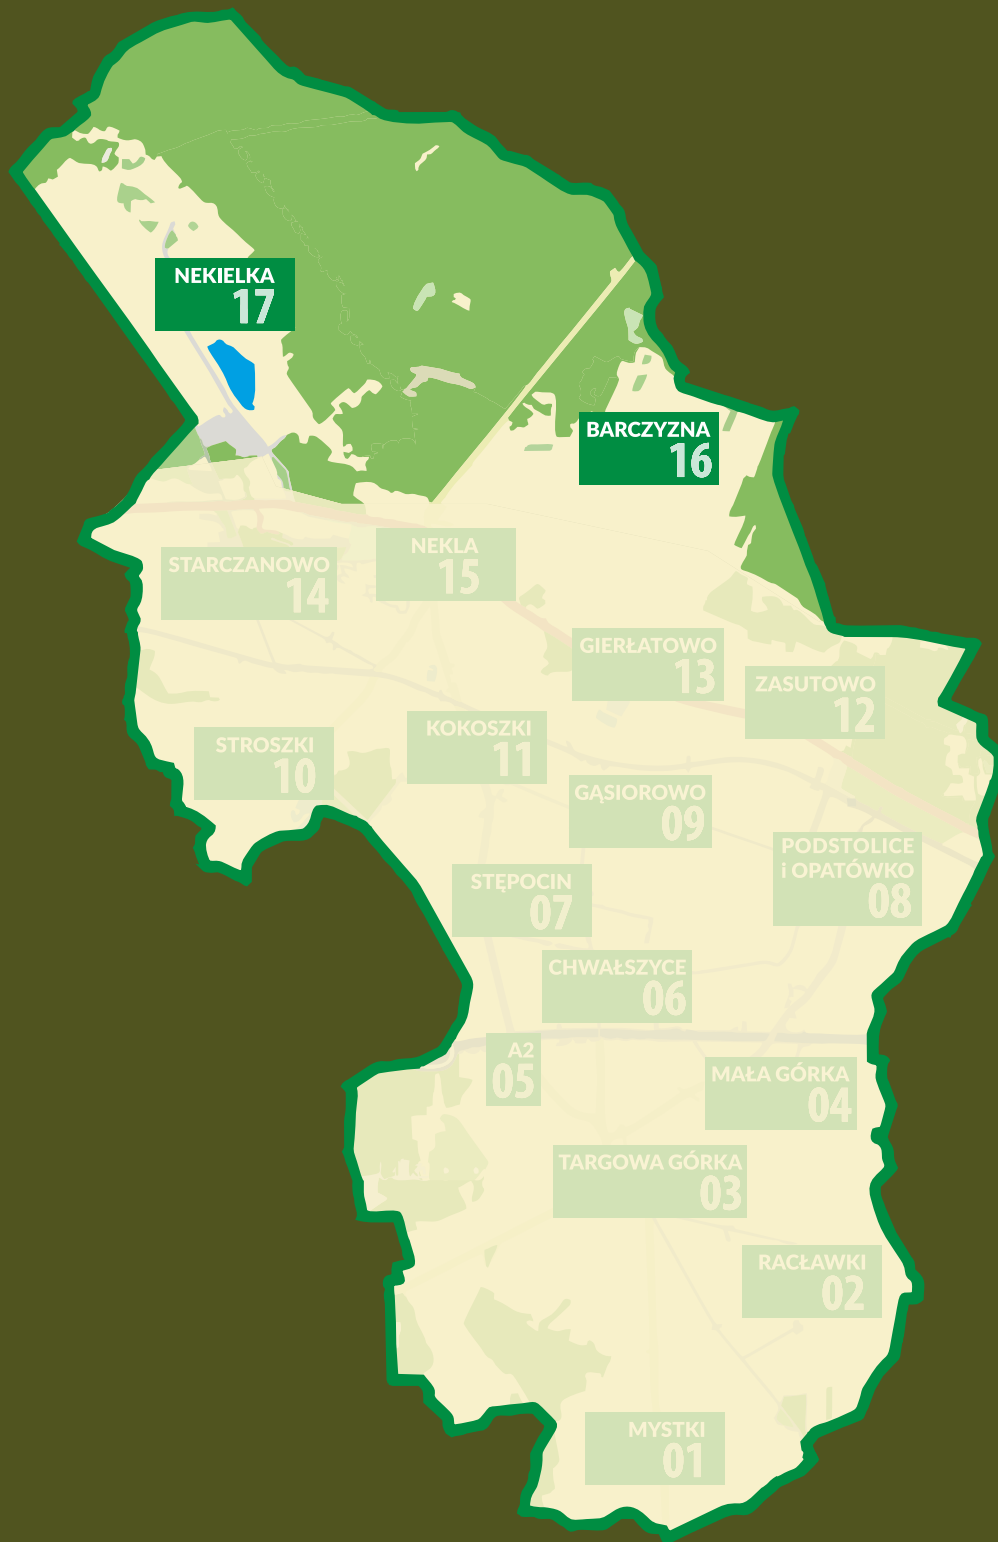 NEKIELKA
17
BARCZYZNA
16
NEKLA
15
STARCZANOWO
14
GIERŁATOWO
13
ZASUTOWO
12
KOKOSZKI
11
STROSZKI
10
GĄSIOROWO
09
PODSTOLICE
i OPATÓWKO
08
STĘPOCIN
07
CHWAŁSZYCE
06
A2
05
MAŁA GÓRKA
04
TARGOWA GÓRKA
03
RACŁAWKI
02
MYSTKI
01